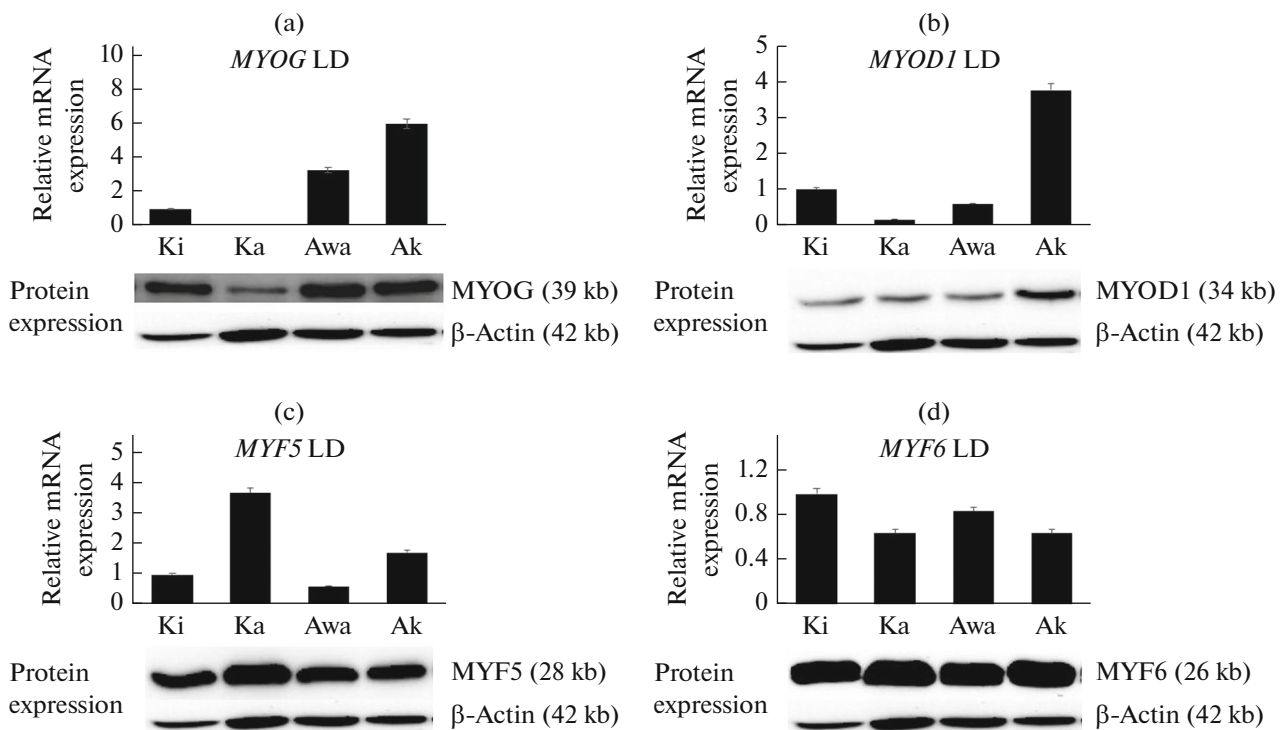 (a)
MYOG LD
Relative mRNA
expression
10
8
6
4
2
0
Ki Ka Awa Ak
Protein
expression
MYOG (39 kb)
β-Actin (42 kb)
(b)
MYOD1 LD
Relative mRNA
expression
5
4
3
2
1
0
Ki Ka Awa Ak
Protein
expression
MYOD1 (34 kb)
β-Actin (42 kb)
(c)
MYF5 LD
Relative mRNA
expression
5
4
3
2
1
0
Ki Ka Awa Ak
Protein
expression
MYF5 (28 kb)
β-Actin (42 kb)
(d)
MYF6 LD
Relative mRNA
expression
1.2
0.8
0.4
0
Ki Ka Awa Ak
Protein
expression
MYF6 (26 kb)
β-Actin (42 kb)